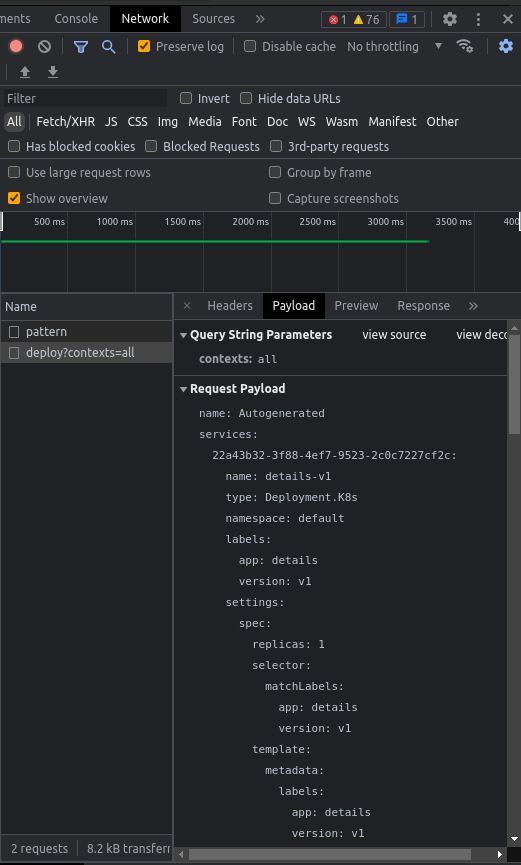 ments Console Network Sources » 1 76 1
Preserve log Disable cache No throttling
Filter Invert Hide data URLs
All Fetch/XHR JS CSS Img Media Font Doc WS Wasm Manifest Other
Has blocked cookies Blocked Requests 3rd-party requests
Use large request rows Group by frame
Show overview Capture screenshots
500 ms 1000 ms 1500 ms 2000 ms 2500 ms 3000 ms 3500 ms 400
Name
pattern
deploy?contexts=all
× Headers Payload Preview Response »
Query String Parameters view source view deco
contexts: all
Request Payload
name: Autogenerated
services:
22a43b32-3f88-4ef7-9523-2c0c7227cf2c:
name: details-v1
type: Deployment.K8s
namespace: default
labels:
app: details
version: v1
settings:
spec:
replicas: 1
selector:
matchLabels:
app: details
version: v1
template:
metadata:
labels:
app: details
version: v1
2 requests 8.2 kB transferr